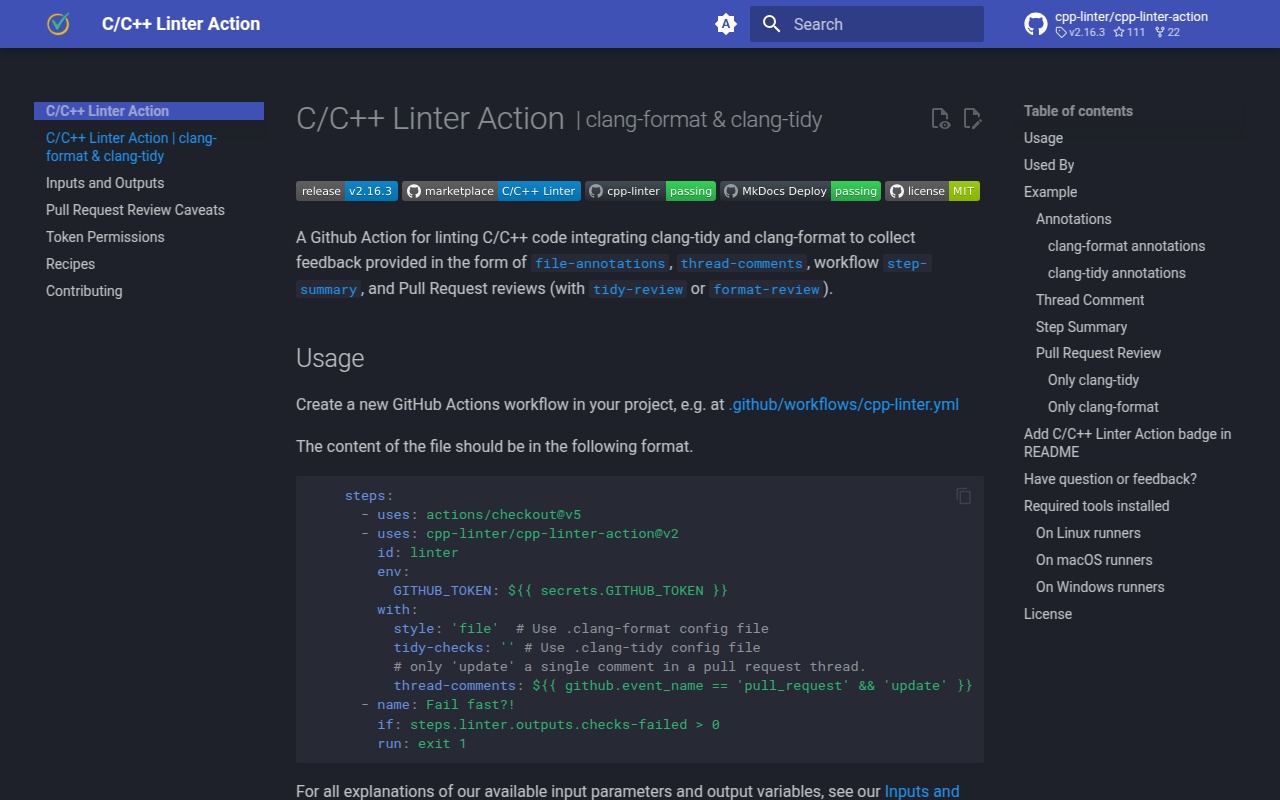 C/C++ Linter Action
A
Search
cpp-linter/cpp-linter-action
v2.16.3 111 22
C/C++ Linter Action
C/C++ Linter Action | clang-
format & clang-tidy
Inputs and Outputs
Pull Request Review Caveats
Token Permissions
Recipes
Contributing
C/C++ Linter Action | clang-format & clang-tidy
release v2.16.3 marketplace C/C++ Linter cpp-linter passing MkDocs Deploy passing license MIT
A Github Action for linting C/C++ code integrating clang-tidy and clang-format to collect
feedback provided in the form of file-annotations, thread-comments, workflow step-
summary, and Pull Request reviews (with tidy-review or format-review).
Usage
Create a new GitHub Actions workflow in your project, e.g. at .github/workflows/cpp-linter.yml
The content of the file should be in the following format.
steps:
- uses: actions/checkout@v5
- uses: cpp-linter/cpp-linter-action@v2
id: linter
env:
GITHUB_TOKEN: ${{ secrets.GITHUB_TOKEN }}
with:
style: 'file'  # Use .clang-format config file
tidy-checks: '' # Use .clang-tidy config file
# only 'update' a single comment in a pull request thread.
thread-comments: ${{ github.event_name == 'pull_request' && 'update' }}
- name: Fail fast?!
if: steps.linter.outputs.checks-failed > 0
run: exit 1
For all explanations of our available input parameters and output variables, see our Inputs and
Table of contents
Usage
Used By
Example
Annotations
clang-format annotations
clang-tidy annotations
Thread Comment
Step Summary
Pull Request Review
Only clang-tidy
Only clang-format
Add C/C++ Linter Action badge in
README
Have question or feedback?
Required tools installed
On Linux runners
On macOS runners
On Windows runners
License